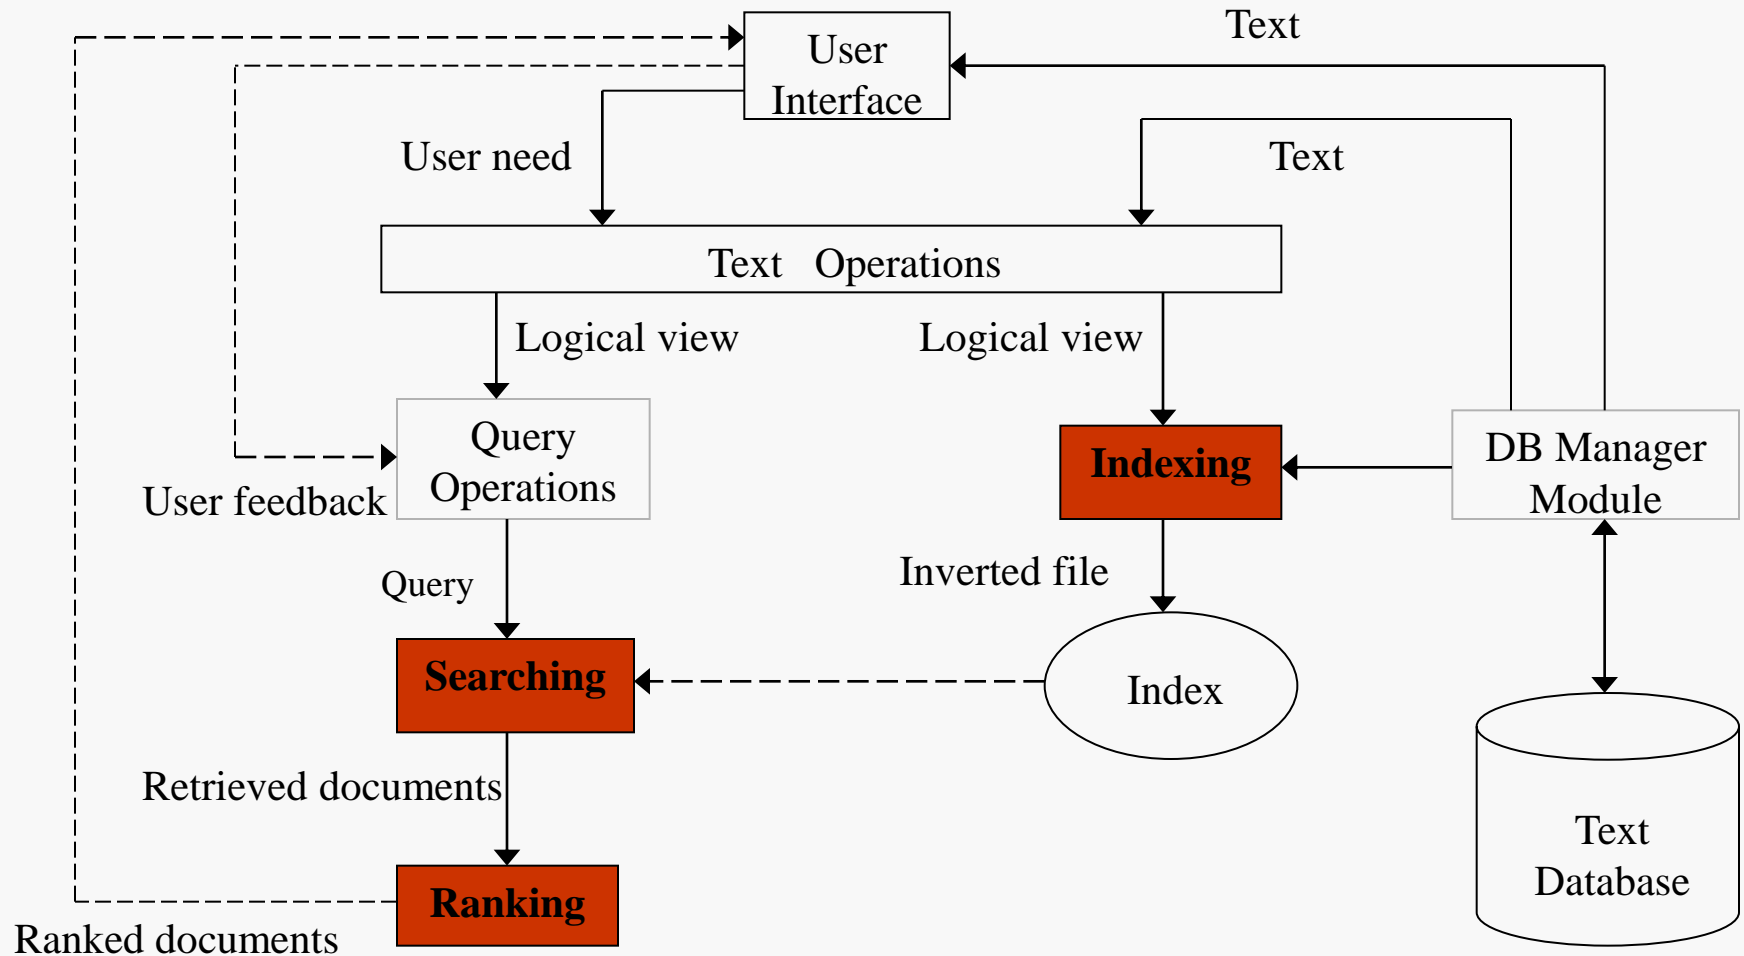 Text
User
Interface
User need
Text
Text Operations
Logical view
Logical view
Query
Operations
Indexing
DB Manager
Module
User feedback
Inverted file
Query
Searching
Index
Retrieved documents
Text
Database
Ranking
Ranked documents